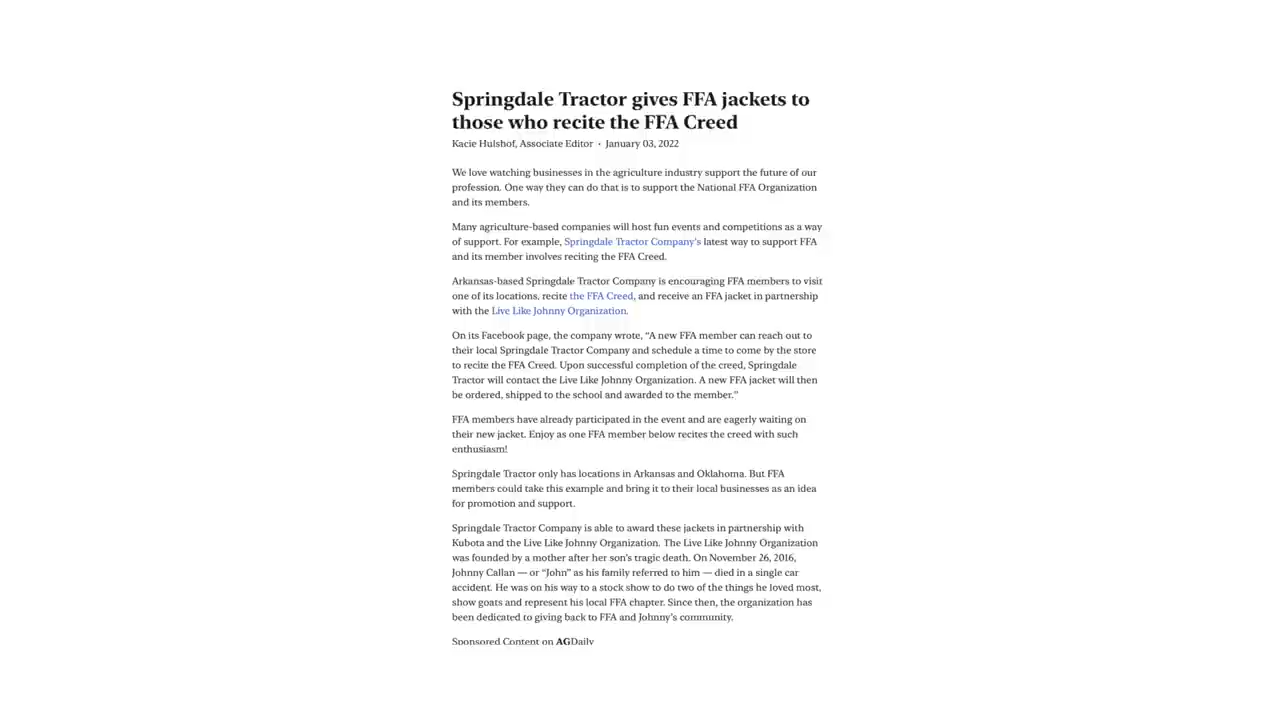 Springdale Tractor gives FFA jackets to
those who recite the FFA Creed
Kacie Hulshof, Associate Editor · January 03, 2022
We love watching businesses in the agriculture industry support the future of our
profession. One way they can do that is to support the National FFA Organization
and its members.
Many agriculture-based companies will host fun events and competitions as a way
of support. For example, Springdale Tractor Company's latest way to support FFA
and its member involves reciting the FFA Creed.
Arkansas-based Springdale Tractor Company is encouraging FFA members to visit
one of its locations, recite the FFA Creed, and receive an FFA jacket in partnership
with the Live Like Johnny Organization.
On its Facebook page, the company wrote, “A new FFA member can reach out to
their local Springdale Tractor Company and schedule a time to come by the store
to recite the FFA Creed. Upon successful completion of the creed, Springdale
Tractor will contact the Live Like Johnny Organization. A new FFA jacket will then
be ordered, shipped to the school and awarded to the member.”
FFA members have already participated in the event and are eagerly waiting on
their new jacket. Enjoy as one FFA member below recites the creed with such
enthusiasm!
Springdale Tractor only has locations in Arkansas and Oklahoma. But FFA
members could take this example and bring it to their local businesses as an idea
for promotion and support.
Springdale Tractor Company is able to award these jackets in partnership with
Kubota and the Live Like Johnny Organization. The Live Like Johnny Organization
was founded by a mother after her son's tragic death. On November 26, 2016,
Johnny Callan — or “John” as his family referred to him — died in a single car
accident. He was on his way to a stock show to do two of the things he loved most,
show goats and represent his local FFA chapter. Since then, the organization has
been dedicated to giving back to FFA and Johnny's community.
Sponsored Content on AGDaily